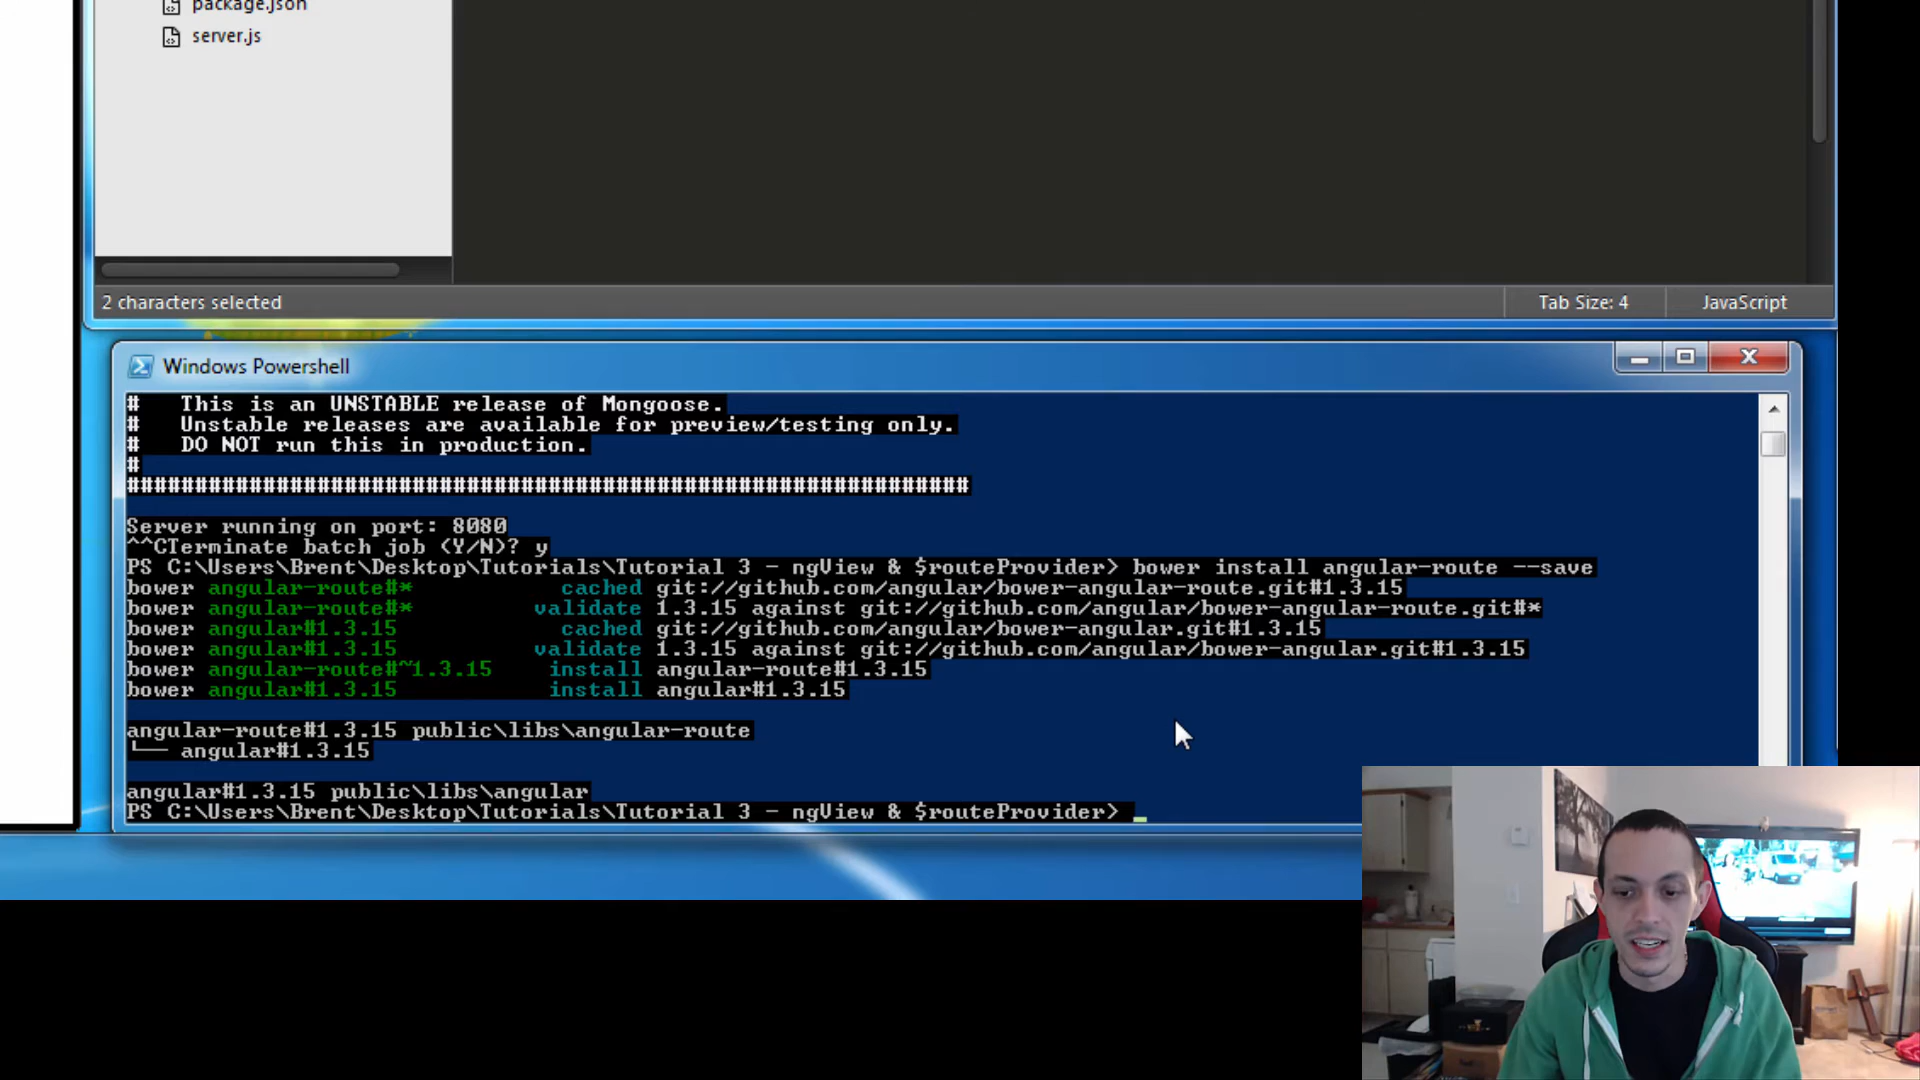 package.json
server.js
2 characters selected
Tab Size: 4
JavaScript
Windows Powershell
#   This is an UNSTABLE release of Mongoose.
#   Unstable releases are available for preview/testing only.
#   DO NOT run this in production.
#
##############################################################
Server running on port: 8080
^^CTerminate batch job (Y/N)? y
PS C:\Users\Brent\Desktop\Tutorials\Tutorial 3 - ngView & $routeProvider> bower install angular-route --save
bower angular-route#*           cached git://github.com/angular/bower-angular-route.git#1.3.15
bower angular-route#*         validate 1.3.15 against git://github.com/angular/bower-angular-route.git#*
bower angular#1.3.15            cached git://github.com/angular/bower-angular.git#1.3.15
bower angular#1.3.15          validate 1.3.15 against git://github.com/angular/bower-angular.git#1.3.15
bower angular-route#~1.3.15    install angular-route#1.3.15
bower angular#1.3.15           install angular#1.3.15
angular-route#1.3.15 public\libs\angular-route
└── angular#1.3.15
angular#1.3.15 public\libs\angular
PS C:\Users\Brent\Desktop\Tutorials\Tutorial 3 - ngView & $routeProvider> _